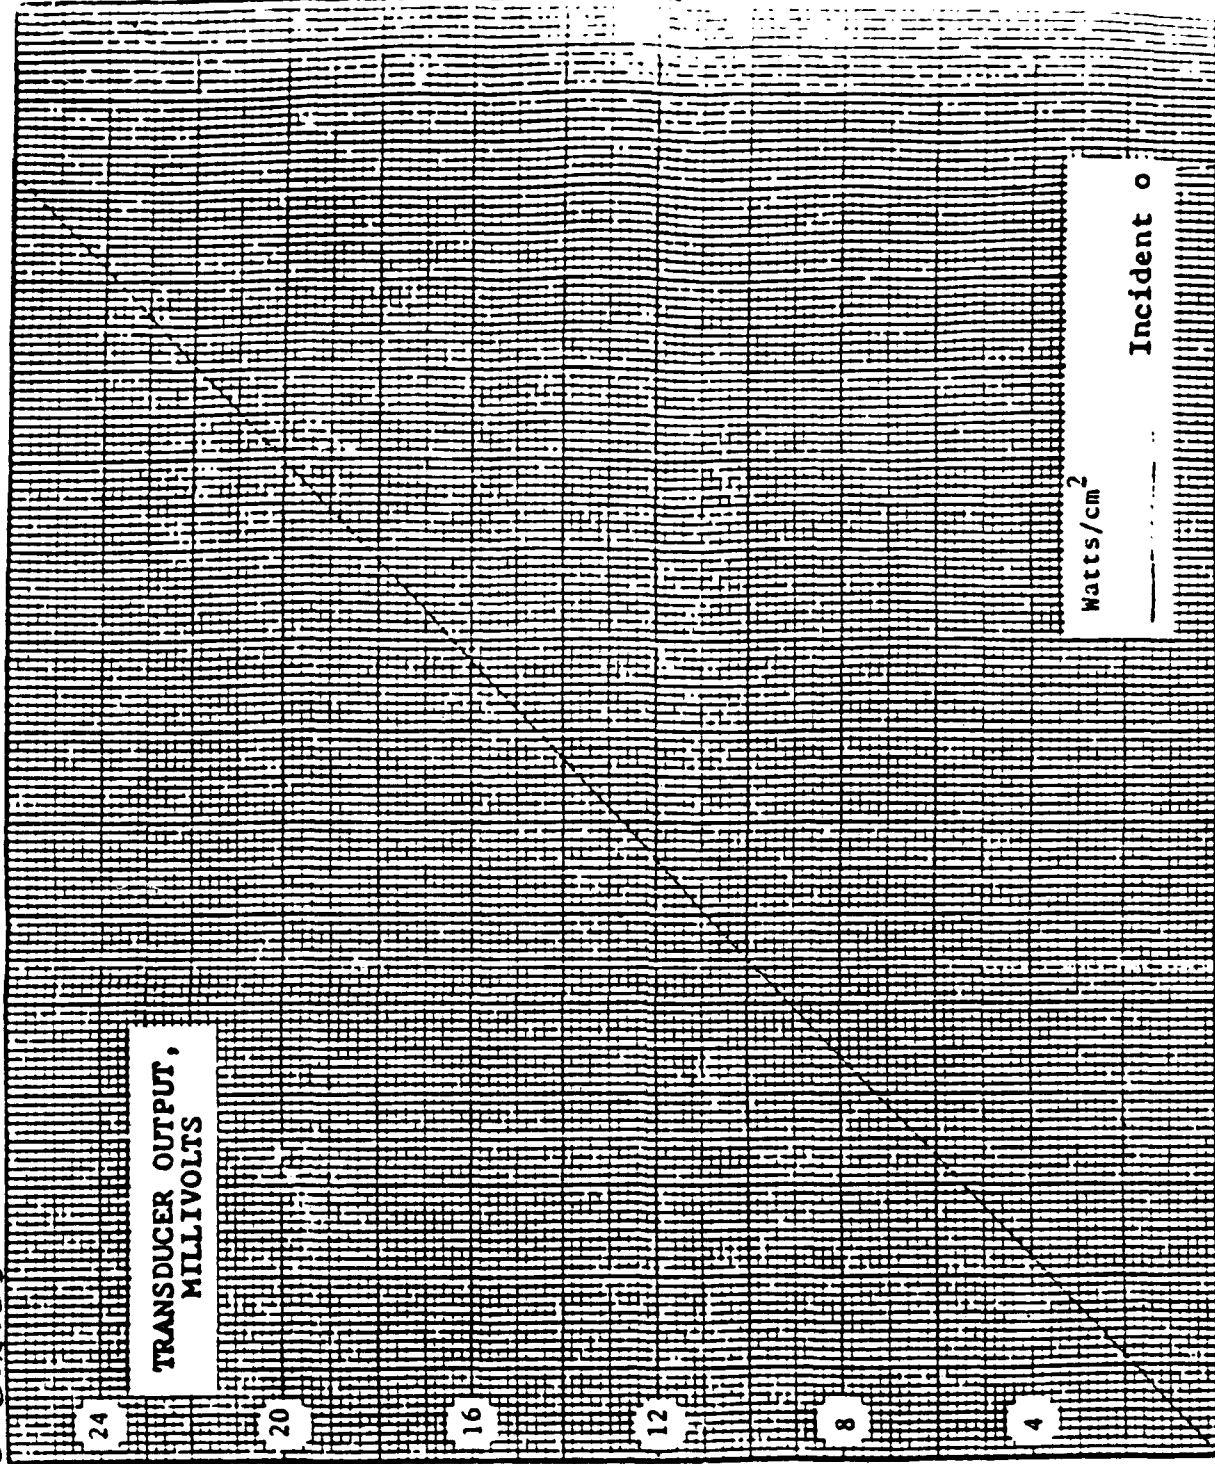 TRANSDUCER OUTPUT,
MILLIVOLTS
24
20
16
12
8
4
Watts/cm²
Incident o